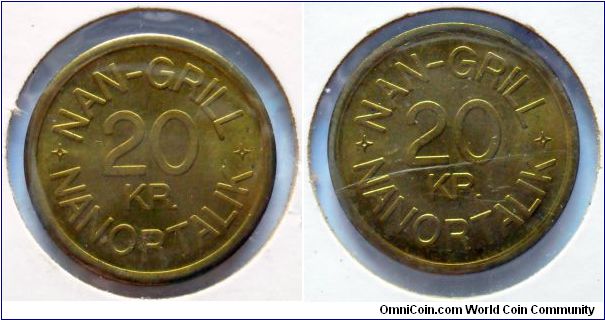 NAN-GRILL
20
KR.
NANORTALIK
NAN-GRILL
20
KR.
NANORTALIK
OmniCoin.com World Coin Community